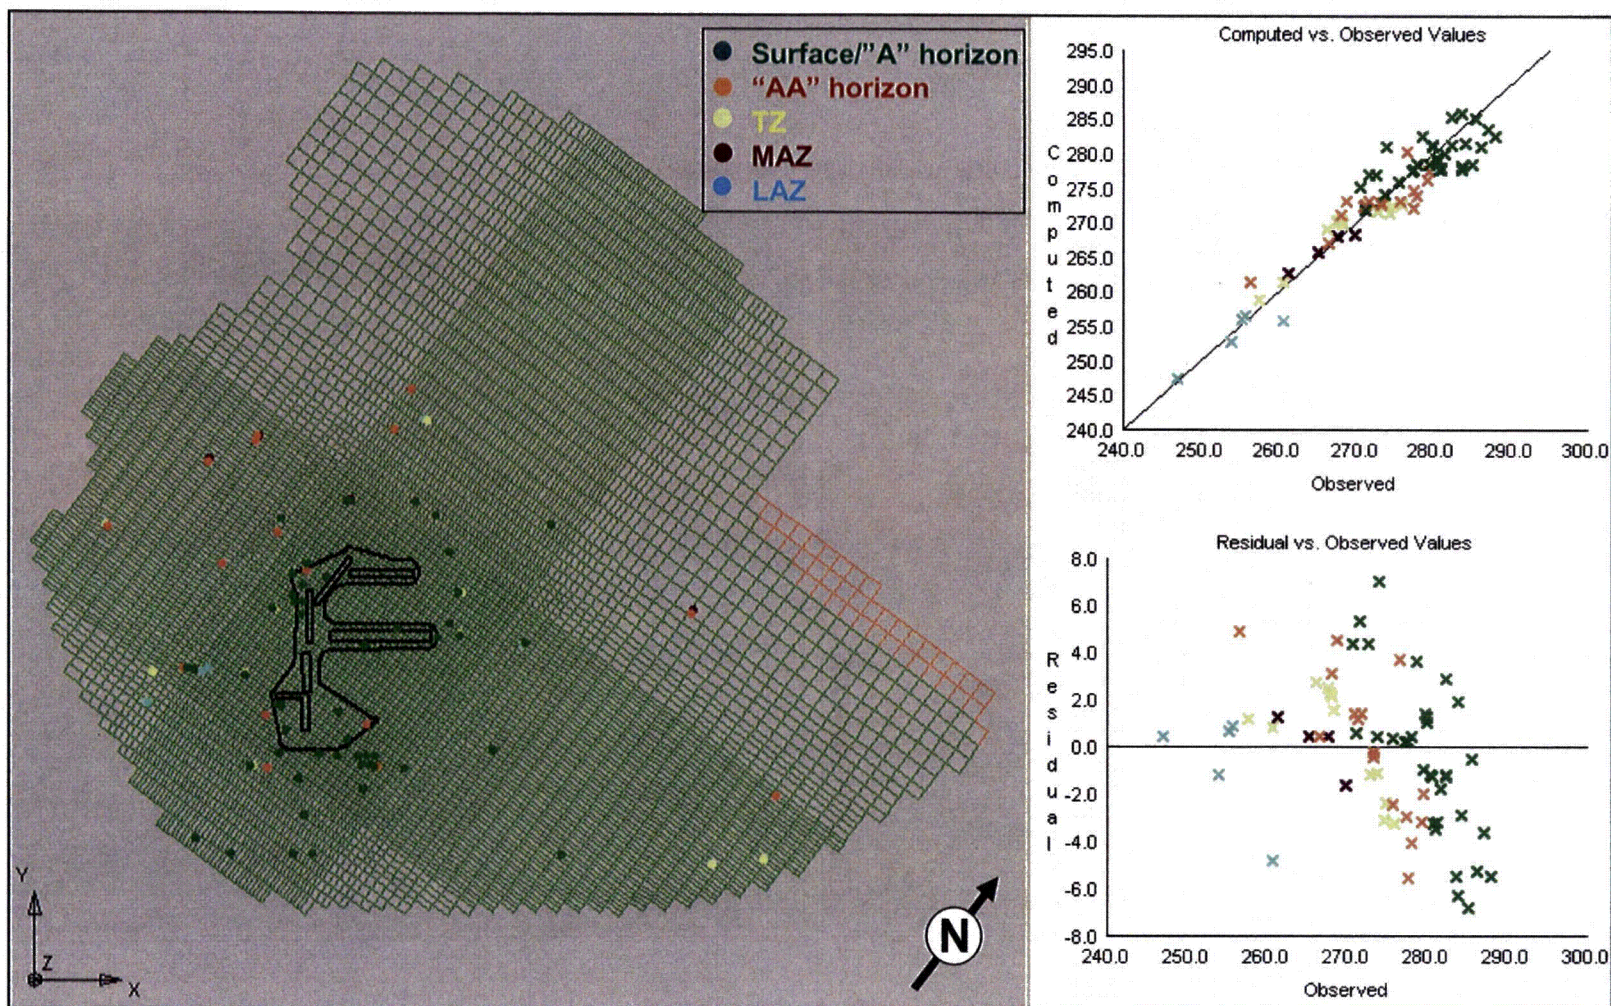 Surface/”A” horizon
“AA” horizon
TZ
MAZ
LAZ
Y
Z
X
N
Computed vs. Observed Values
295.0
290.0
285.0
280.0
275.0
270.0
265.0
260.0
255.0
250.0
245.0
240.0
Computed
240.0 250.0 260.0 270.0 280.0 290.0 300.0
Observed
Residual vs. Observed Values
8.0
6.0
4.0
2.0
0.0
-2.0
-4.0
-6.0
-8.0
Residual
240.0 250.0 260.0 270.0 280.0 290.0 300.0
Observed